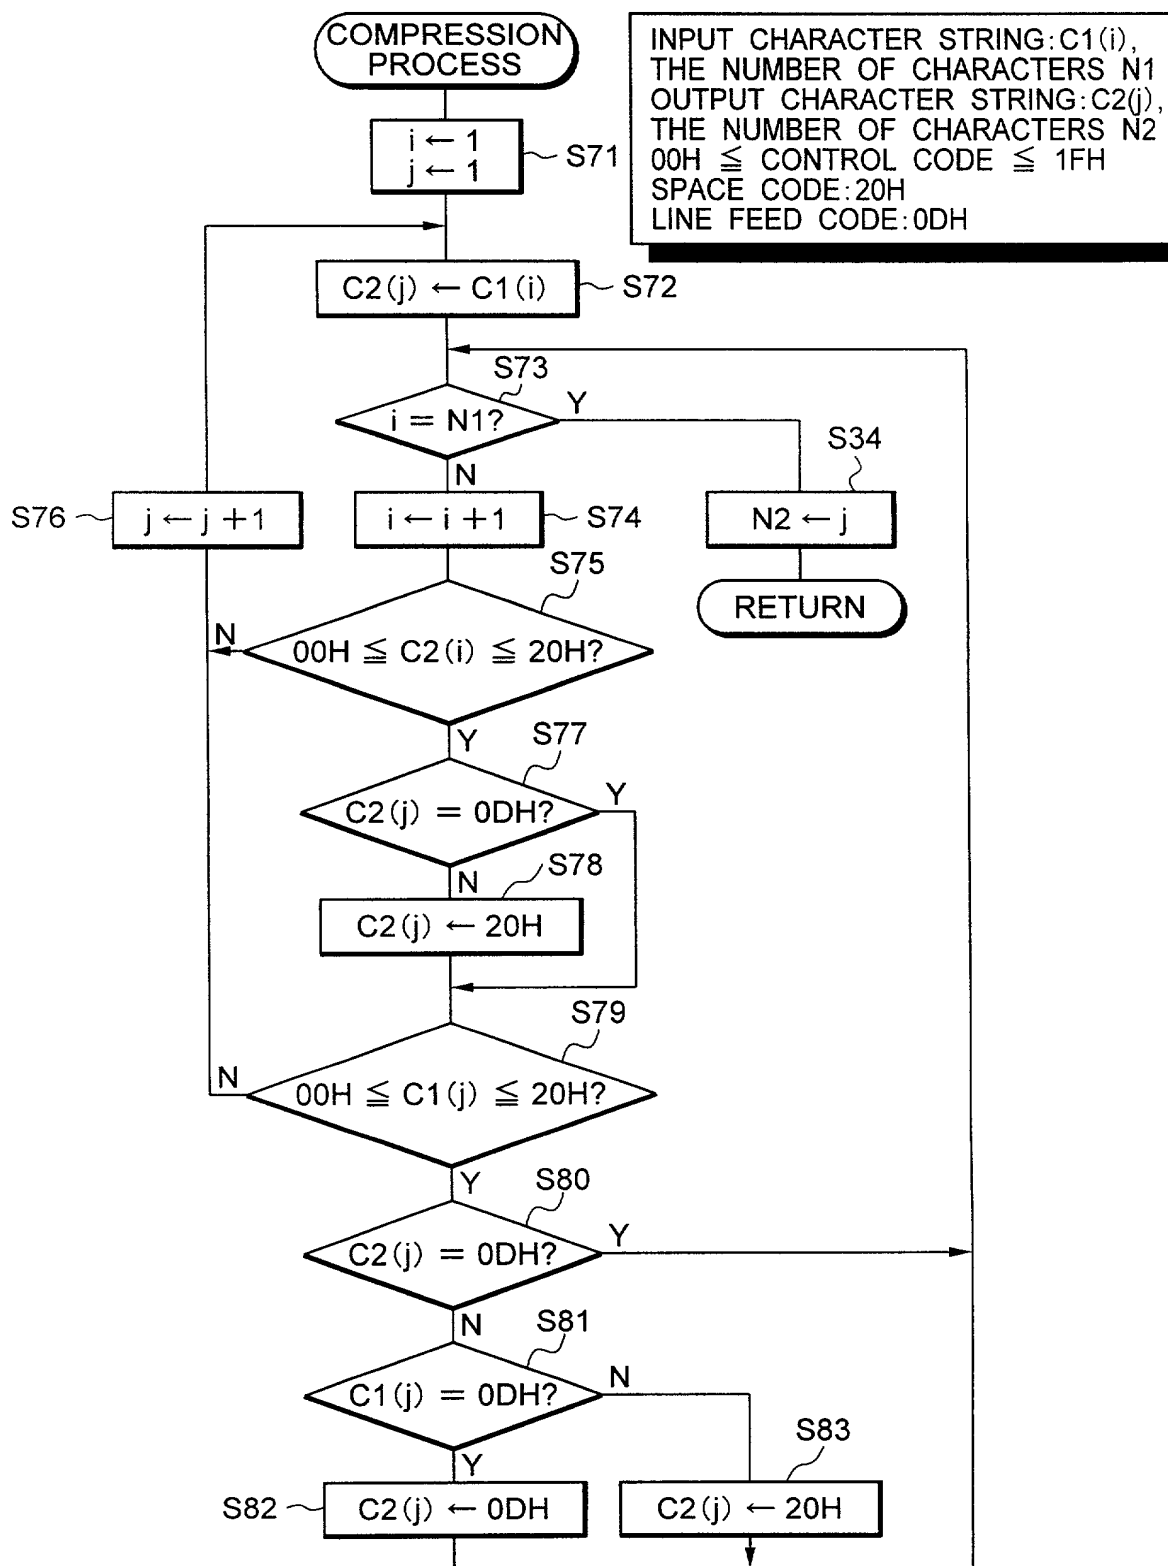 COMPRESSION
PROCESS
INPUT CHARACTER STRING:C1(i),
THE NUMBER OF CHARACTERS N1
OUTPUT CHARACTER STRING:C2(j),
THE NUMBER OF CHARACTERS N2
00H ≦ CONTROL CODE ≦ 1FH
SPACE CODE:20H
LINE FEED CODE:0DH
i ← 1
j ← 1
S71
C2(j) ← C1(i)
S72
S73
i = N1?
Y
N
S34
N2 ← j
RETURN
S76
j ← j + 1
i ← i + 1
S74
S75
00H ≦ C2(i) ≦ 20H?
N
Y
S77
C2(j) = 0DH?
Y
N
S78
C2(j) ← 20H
S79
00H ≦ C1(j) ≦ 20H?
N
Y
S80
C2(j) = 0DH?
Y
N
S81
C1(j) = 0DH?
N
Y
S83
S82
C2(j) ← 0DH
C2(j) ← 20H